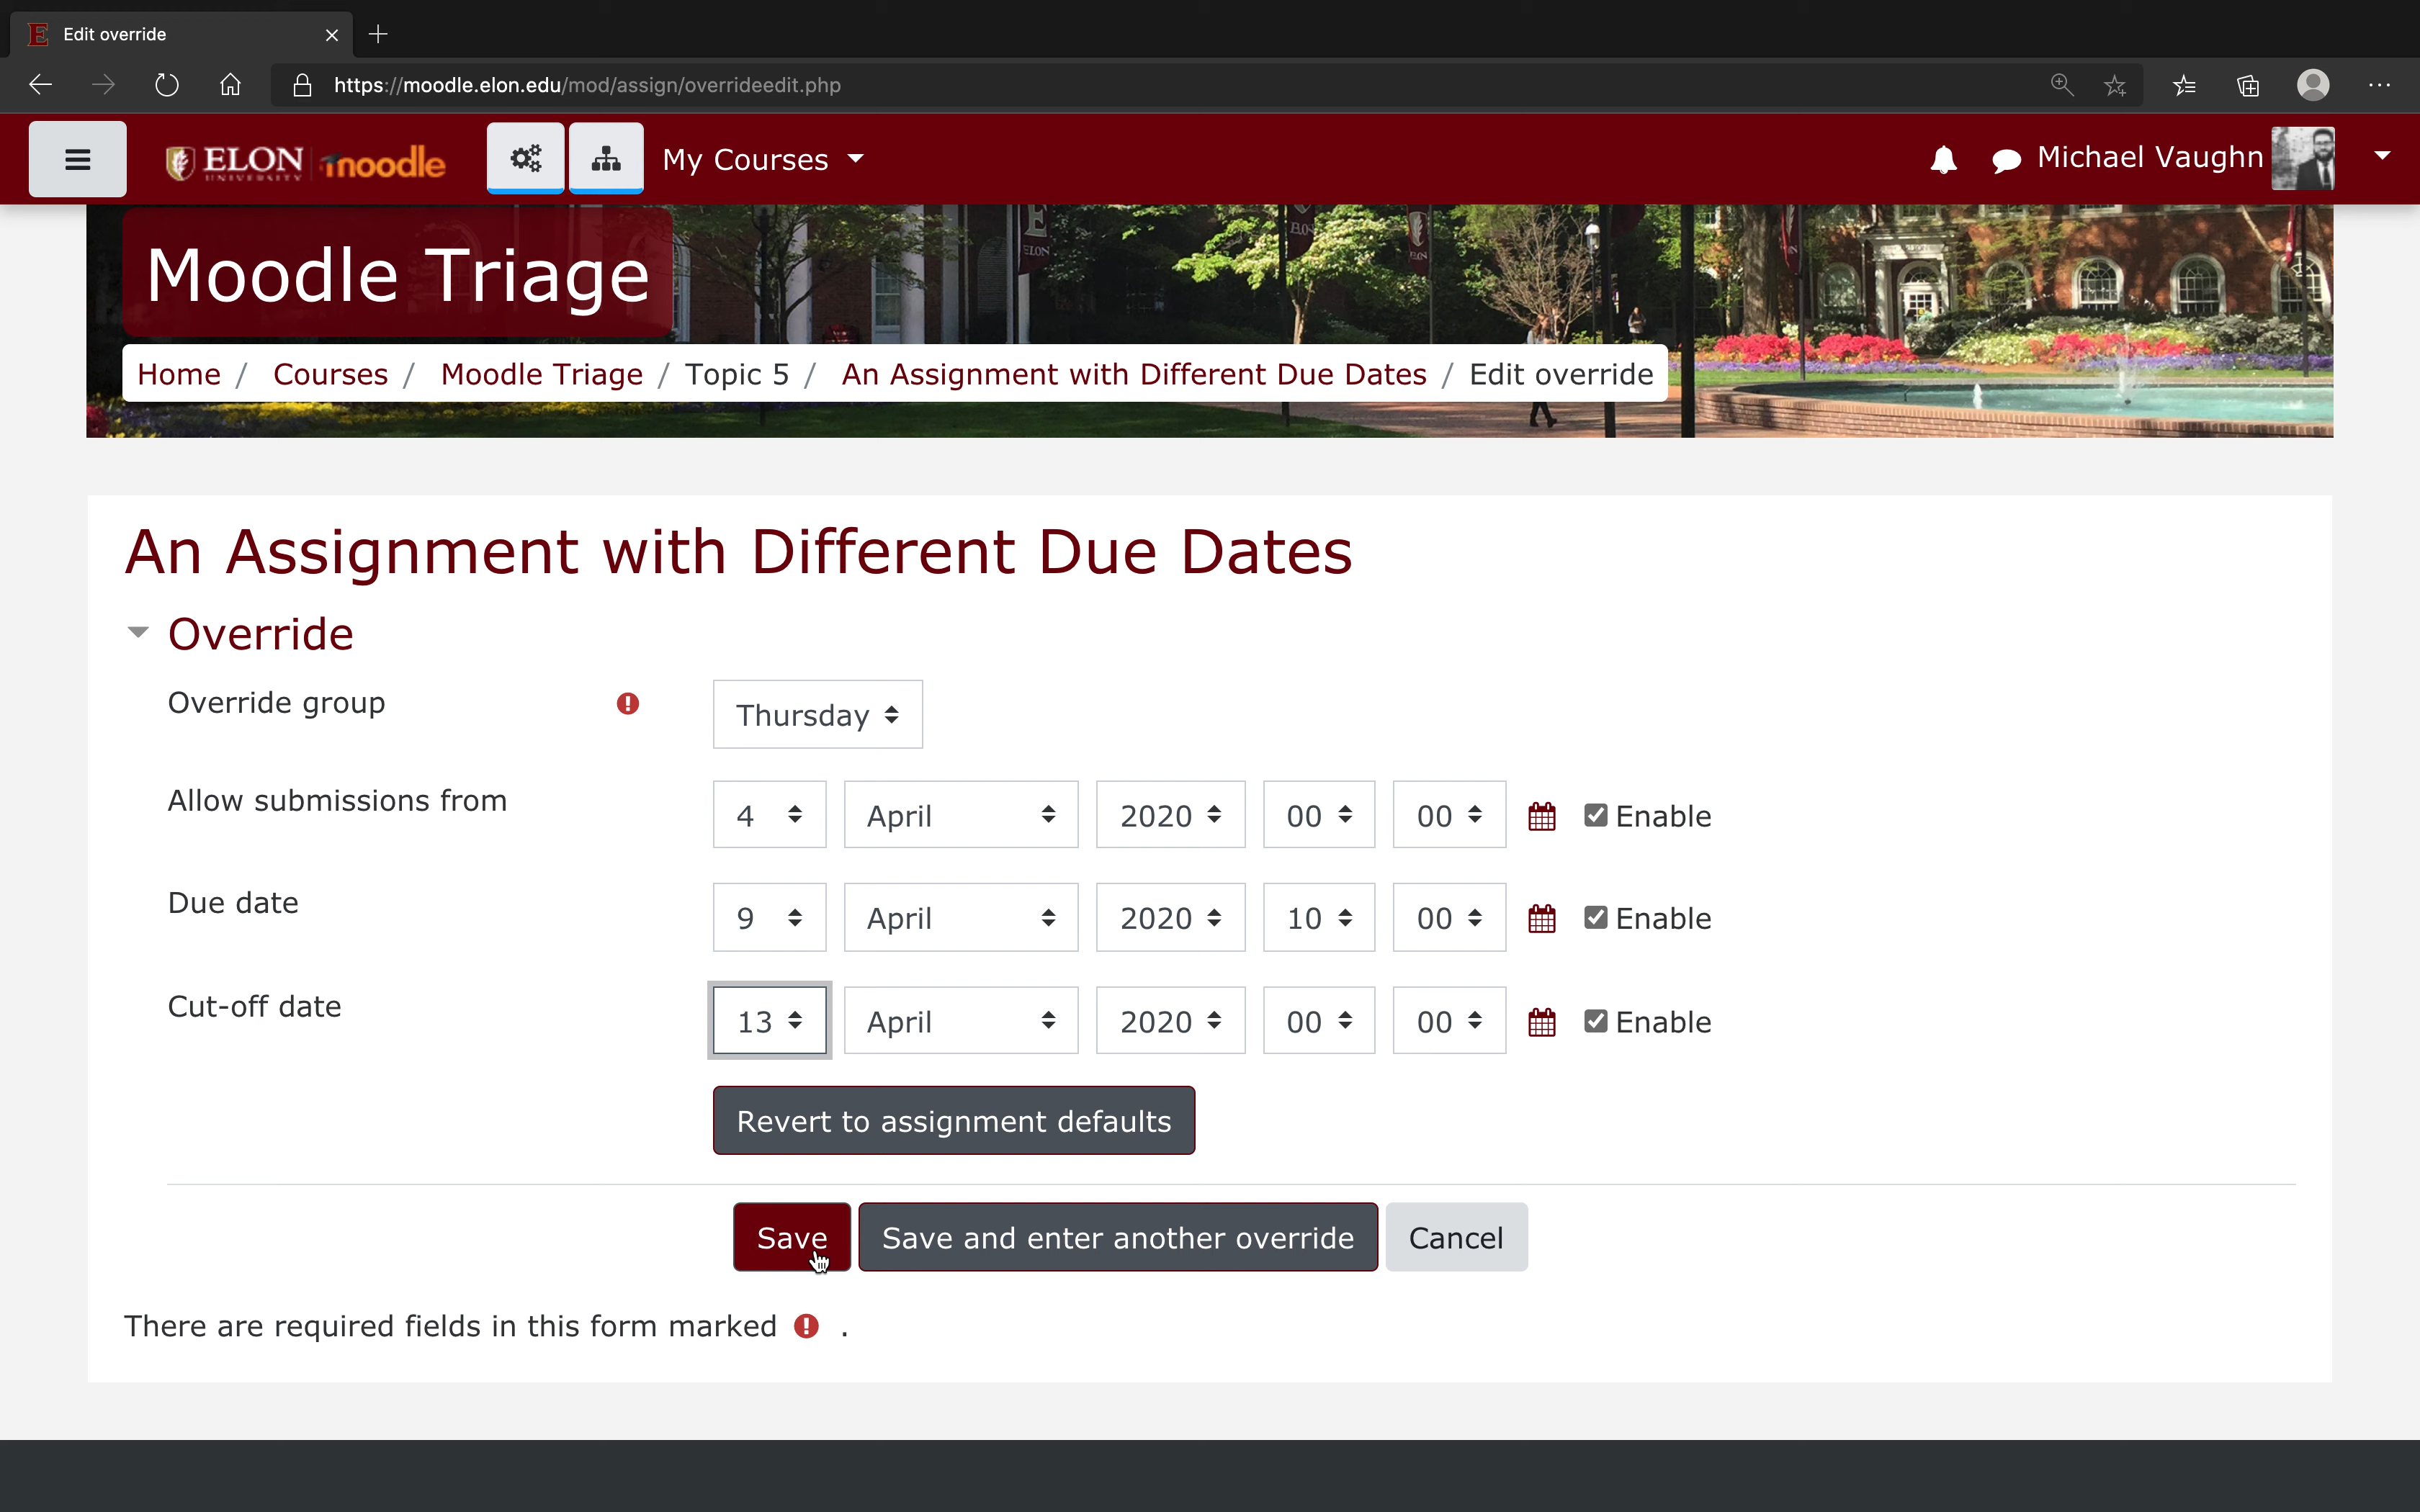 Edit override
https://moodle.elon.edu/mod/assign/overrideedit.php
ELON UNIVERSITY moodle My Courses Michael Vaughn
Moodle Triage
Home / Courses / Moodle Triage / Topic 5 / An Assignment with Different Due Dates / Edit override
An Assignment with Different Due Dates
Override
Override group Thursday
Allow submissions from 4 April 2020 00 00 Enable
Due date 9 April 2020 10 00 Enable
Cut-off date 13 April 2020 00 00 Enable
Revert to assignment defaults
Save Save and enter another override Cancel
There are required fields in this form marked .